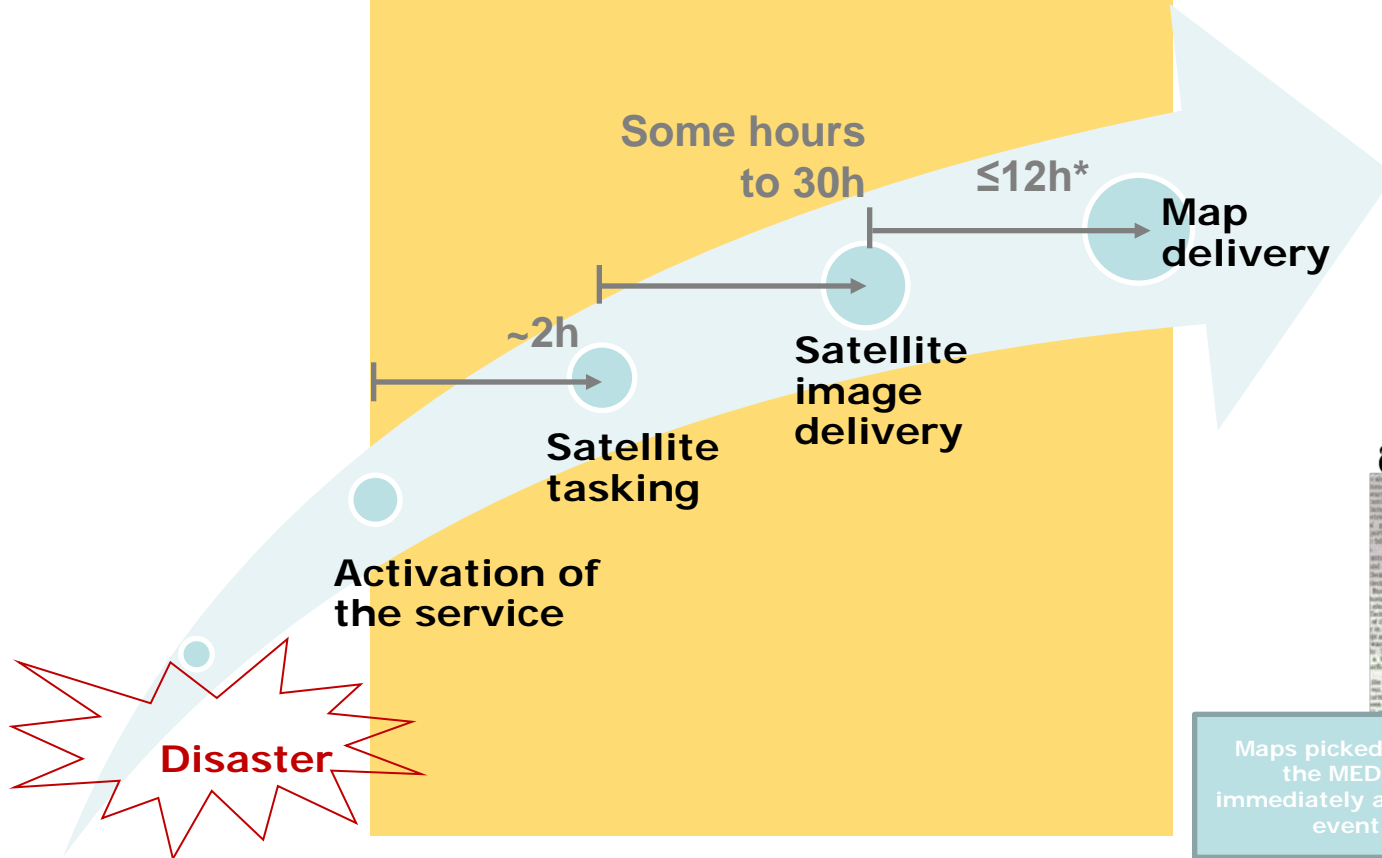 Some hours
to 30h
≤12h*
Map
delivery
~2h
Satellite
image
delivery
Satellite
tasking
Activation of
the service
Disaster
Maps picked
the MED
immediately a
event